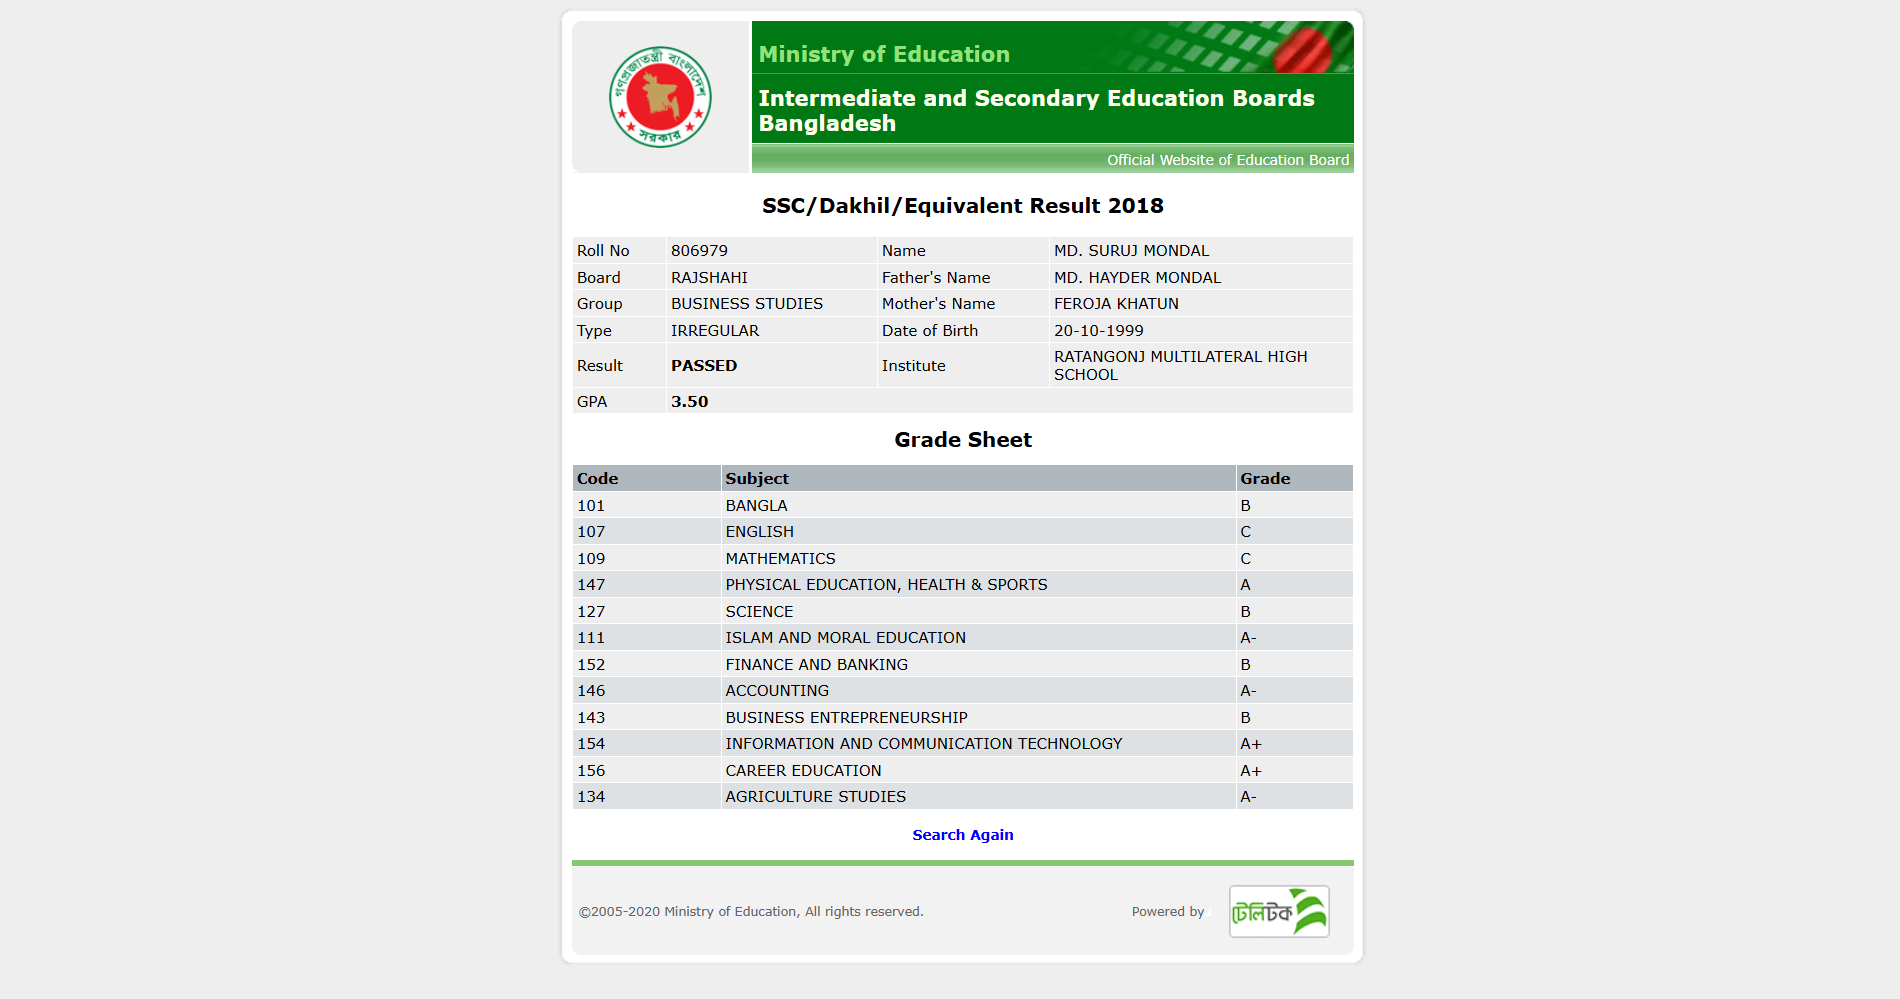 গণপ্রজাতন্ত্রী বাংলাদেশ
সরকার
Ministry of Education
Intermediate and Secondary Education Boards
Bangladesh
Official Website of Education Board
SSC/Dakhil/Equivalent Result 2018
Roll No 806979 Name MD. SURUJ MONDAL
Board RAJSHAHI Father's Name MD. HAYDER MONDAL
Group BUSINESS STUDIES Mother's Name FEROJA KHATUN
Type IRREGULAR Date of Birth 20-10-1999
Result PASSED Institute RATANGONJ MULTILATERAL HIGH
SCHOOL
GPA 3.50
Grade Sheet
Code Subject Grade
101 BANGLA B
107 ENGLISH C
109 MATHEMATICS C
147 PHYSICAL EDUCATION, HEALTH & SPORTS A
127 SCIENCE B
111 ISLAM AND MORAL EDUCATION A-
152 FINANCE AND BANKING B
146 ACCOUNTING A-
143 BUSINESS ENTREPRENEURSHIP B
154 INFORMATION AND COMMUNICATION TECHNOLOGY A+
156 CAREER EDUCATION A+
134 AGRICULTURE STUDIES A-
Search Again
©2005-2020 Ministry of Education, All rights reserved. Powered by
টেলিটক